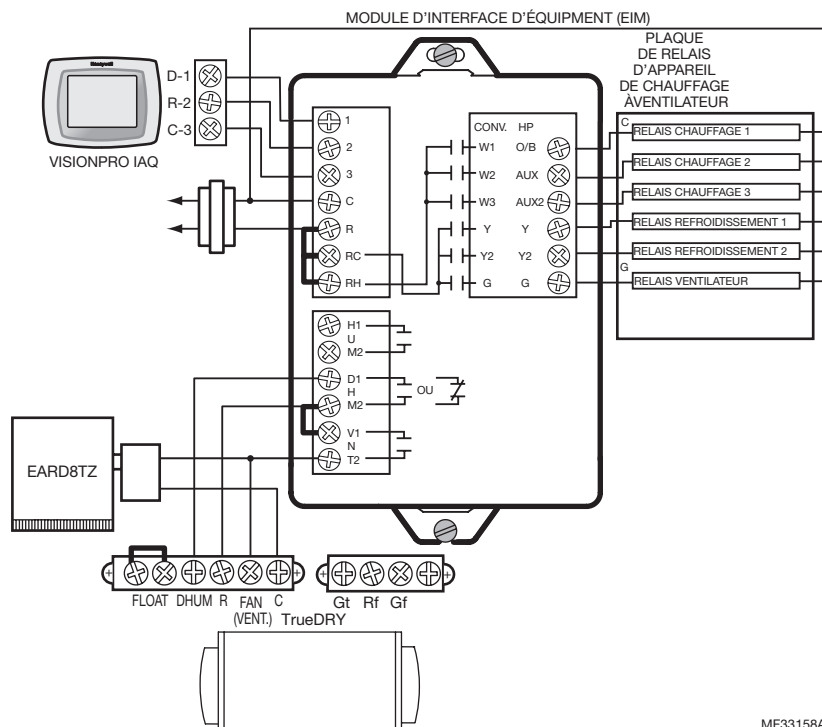 MODULE D'INTERFACE D'ÉQUIPMENT (EIM)
PLAQUE
DE RELAIS
D'APPAREIL
DE CHAUFFAGE
ÀVENTILATEUR
Honeywell
VISIONPRO IAQ
D-1
R-2
C-3
1
2
3
C
R
RC
RH
CONV. HP
W1 O/B
W2 AUX
W3 AUX2
Y Y
Y2 Y2
G G
C
RELAIS CHAUFFAGE 1
RELAIS CHAUFFAGE 2
RELAIS CHAUFFAGE 3
RELAIS REFROIDISSEMENT 1
RELAIS REFROIDISSEMENT 2
G
RELAIS VENTILATEUR
H1
U
M2
D1
H
M2
V1
N
T2
OU
EARD8TZ
FLOAT DHUM R FAN C
(VENT.)
Gt Rf Gf
TrueDRY
MF33158A